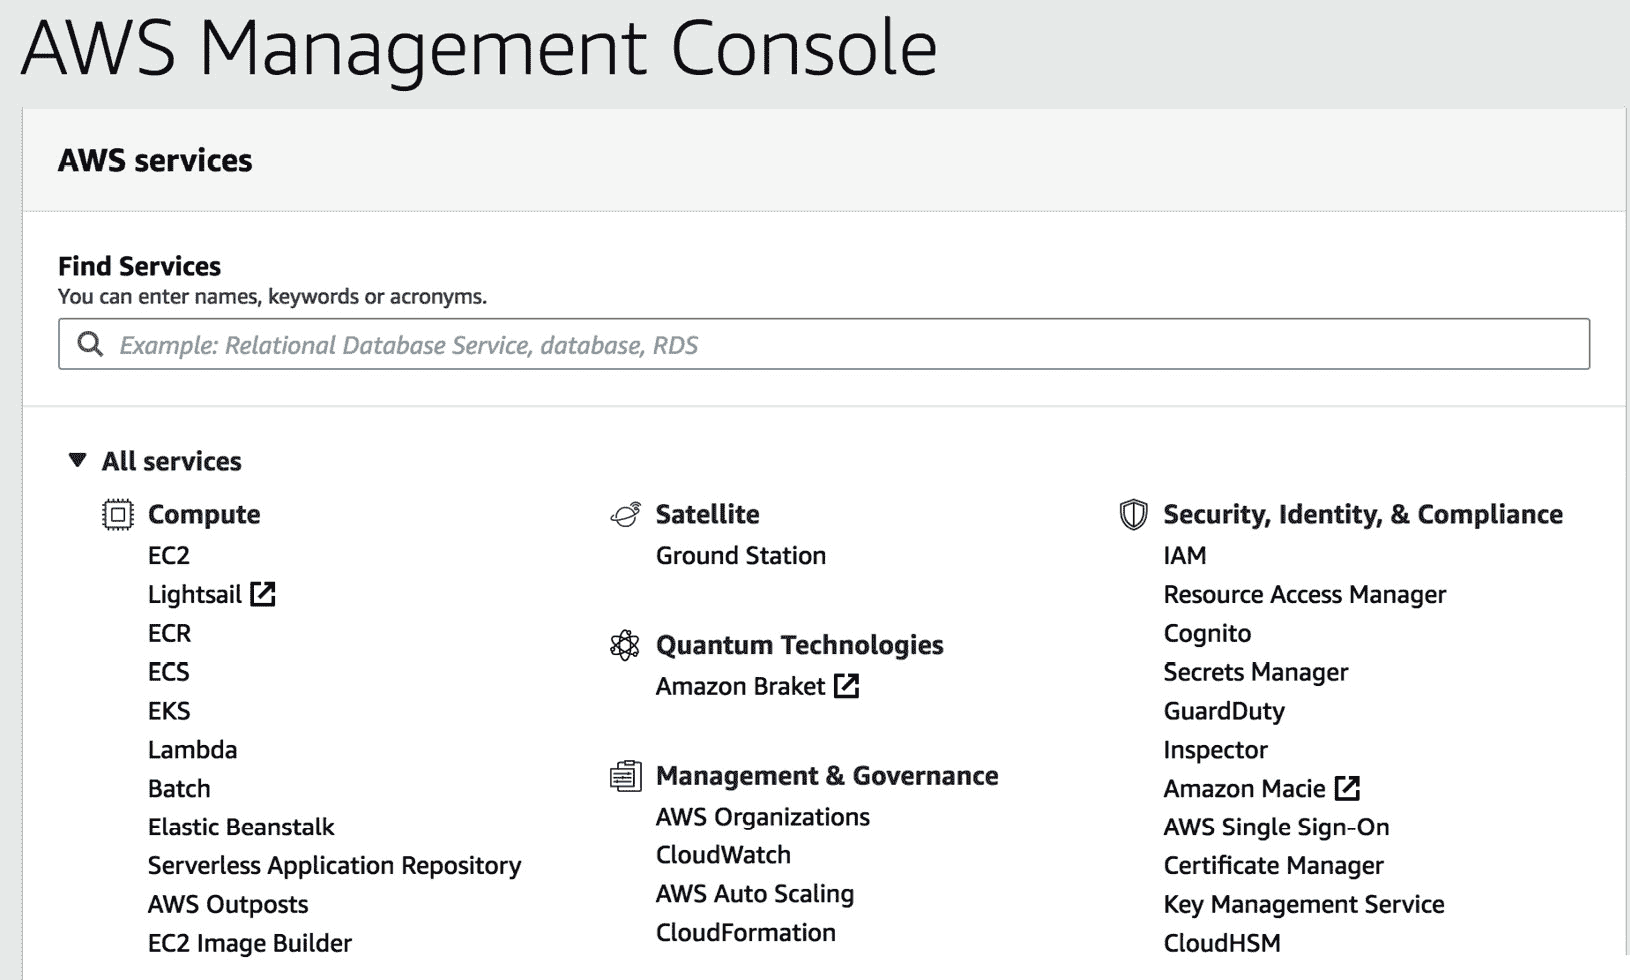 AWS Management Console
AWS services
Find Services
You can enter names, keywords or acronyms.
Example: Relational Database Service, database, RDS
All services
Compute
EC2
Lightsail
ECR
ECS
EKS
Lambda
Batch
Elastic Beanstalk
Serverless Application Repository
AWS Outposts
EC2 Image Builder
Satellite
Ground Station
Quantum Technologies
Amazon Braket
Management & Governance
AWS Organizations
CloudWatch
AWS Auto Scaling
CloudFormation
Security, Identity, & Compliance
IAM
Resource Access Manager
Cognito
Secrets Manager
GuardDuty
Inspector
Amazon Macie
AWS Single Sign-On
Certificate Manager
Key Management Service
CloudHSM